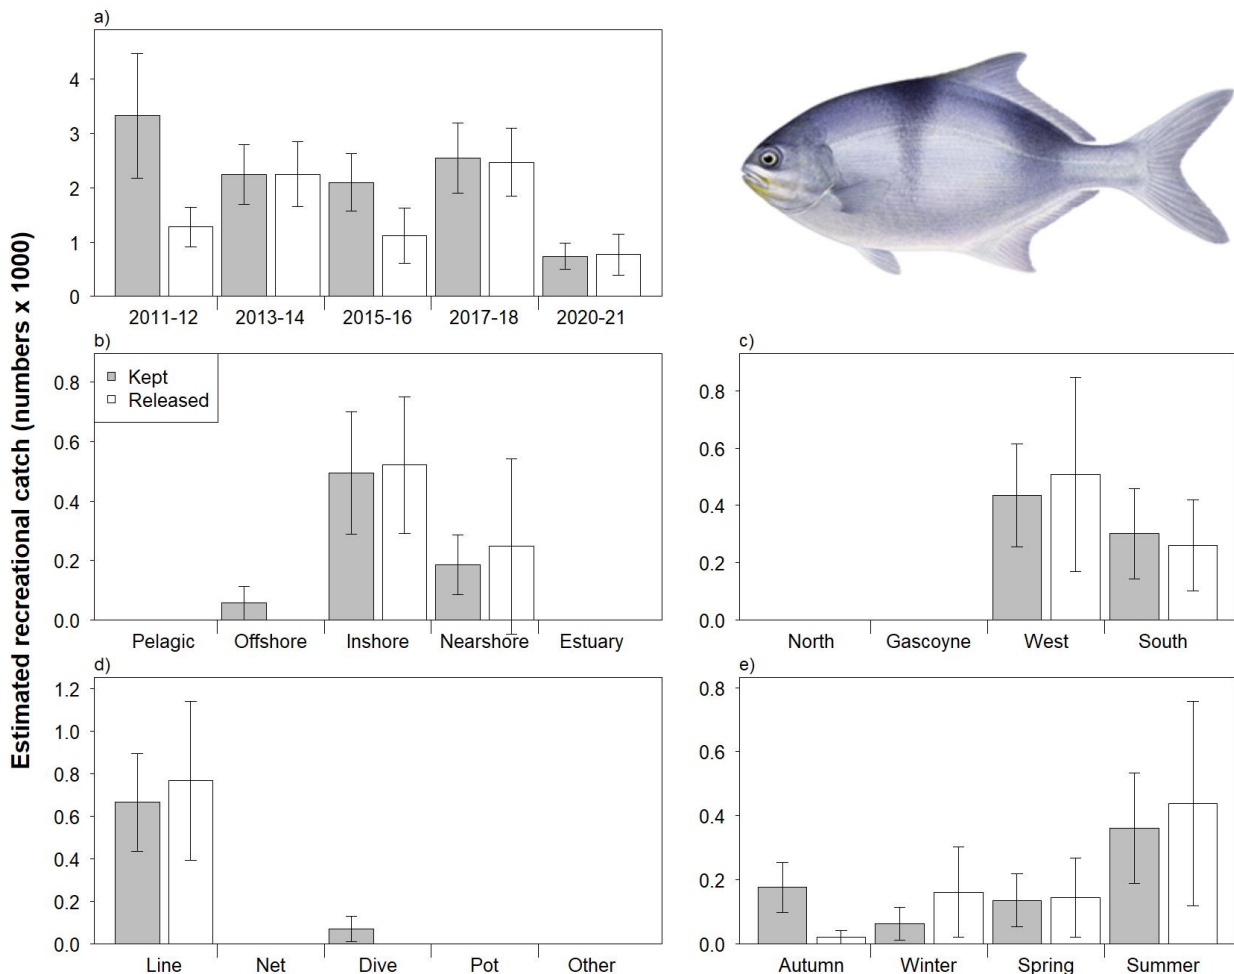 a)
Estimated recreational catch (numbers x 1000)
4
3
2
1
0
2011-12 2013-14 2015-16 2017-18 2020-21
b)
Kept
Released
0.8
0.6
0.4
0.2
0.0
Pelagic Offshore Inshore Nearshore Estuary
c)
0.8
0.6
0.4
0.2
0.0
North Gascoyne West South
d)
1.2
1.0
0.8
0.6
0.4
0.2
0.0
Line Net Dive Pot Other
e)
0.8
0.6
0.4
0.2
0.0
Autumn Winter Spring Summer